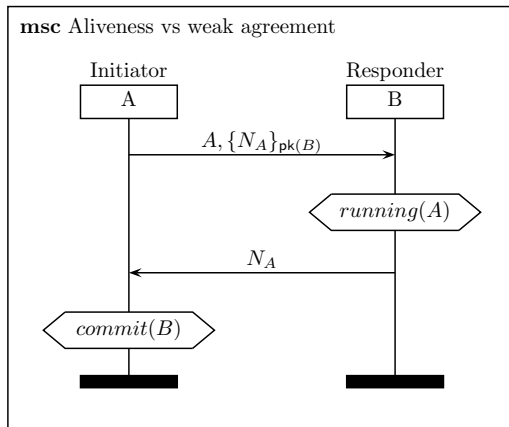 msc Aliveness vs weak agreement
Initiator Responder
A B
A, {N_A}_pk(B)
running(A)
N_A
commit(B)